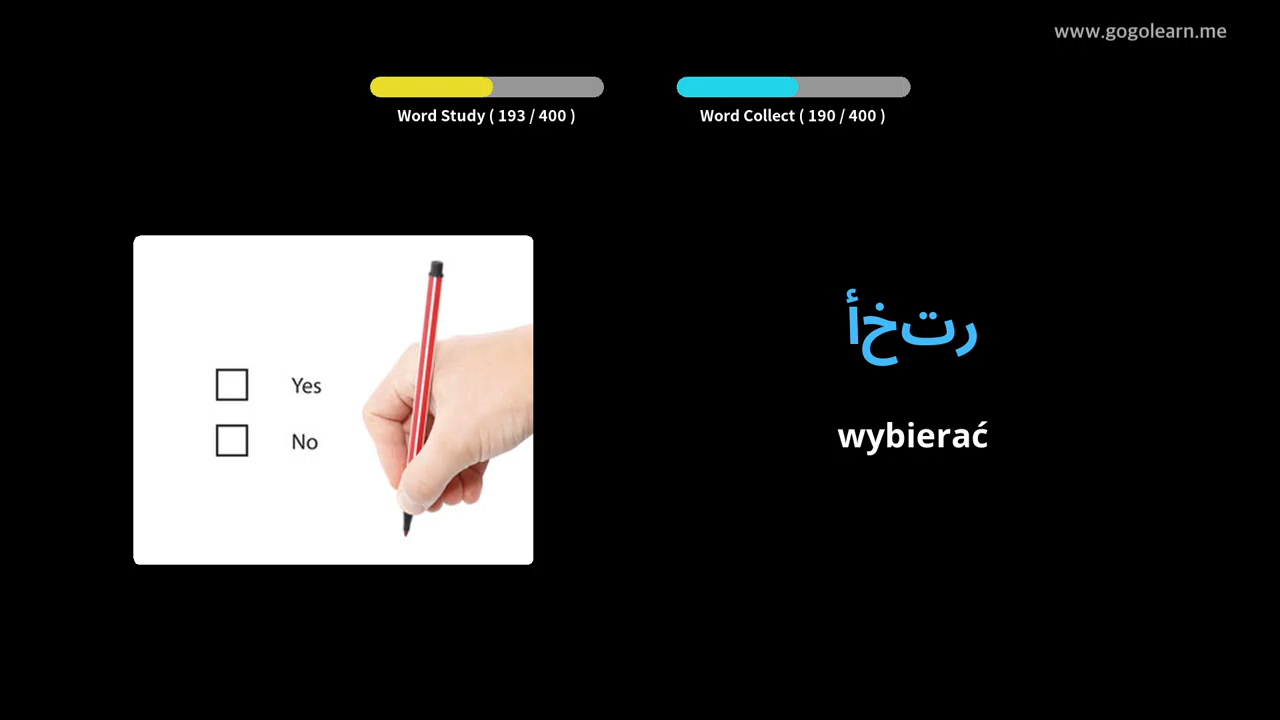 www.gogolearn.me
Word Study ( 193 / 400 )
Word Collect ( 190 / 400 )
Yes
No
رتخأ
wybierać